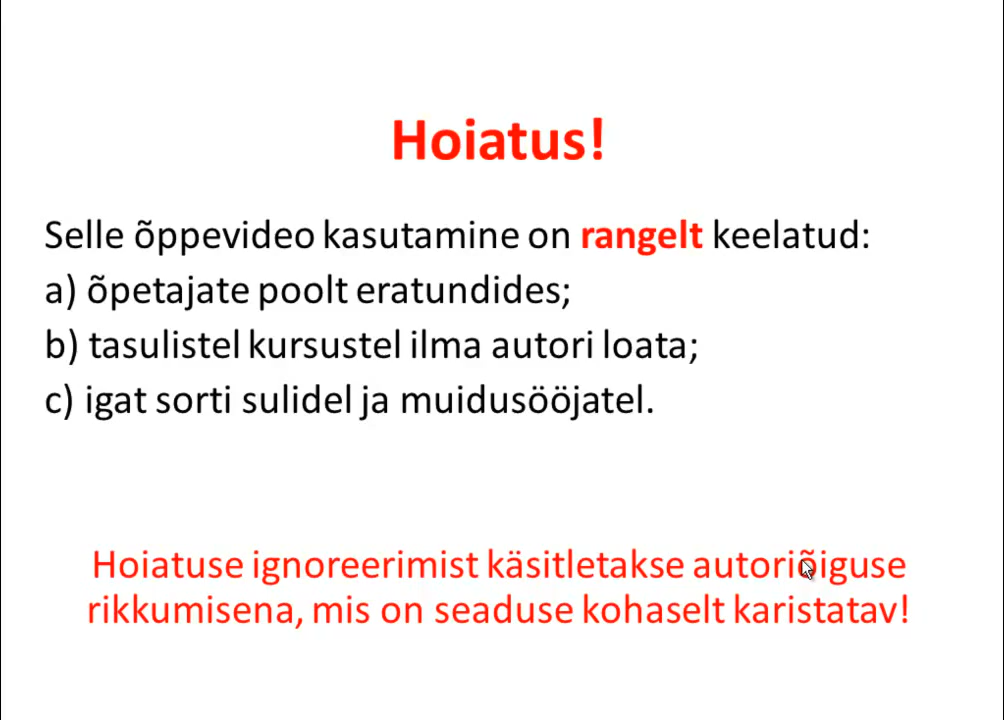 Hoiatus!
Selle õppevideo kasutamine on rangelt keelatud:
a) õpetajate poolt eratundides;
b) tasulistel kursustel ilma autori loata;
c) igat sorti sulidel ja muidusööjatel.
Hoiatuse ignoreerimist käsitletakse autoriõiguse
rikkumisena, mis on seaduse kohaselt karistatav!